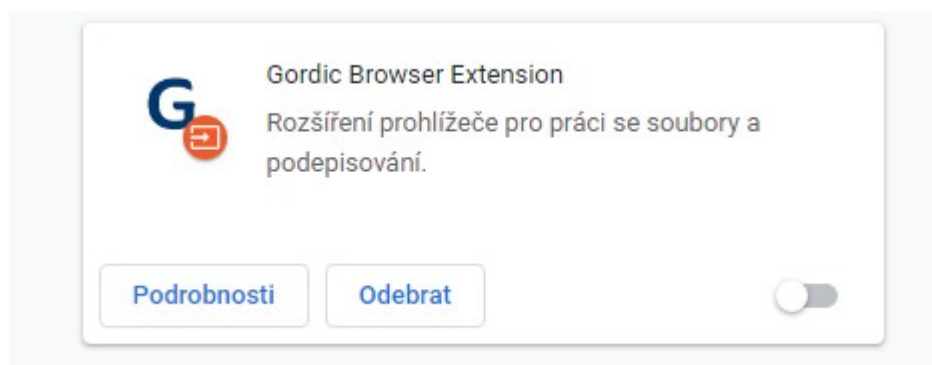 G
Gordic Browser Extension
Rozšíření prohlížeče pro práci se soubory a
podepisování.
Podrobnosti
Odebrat